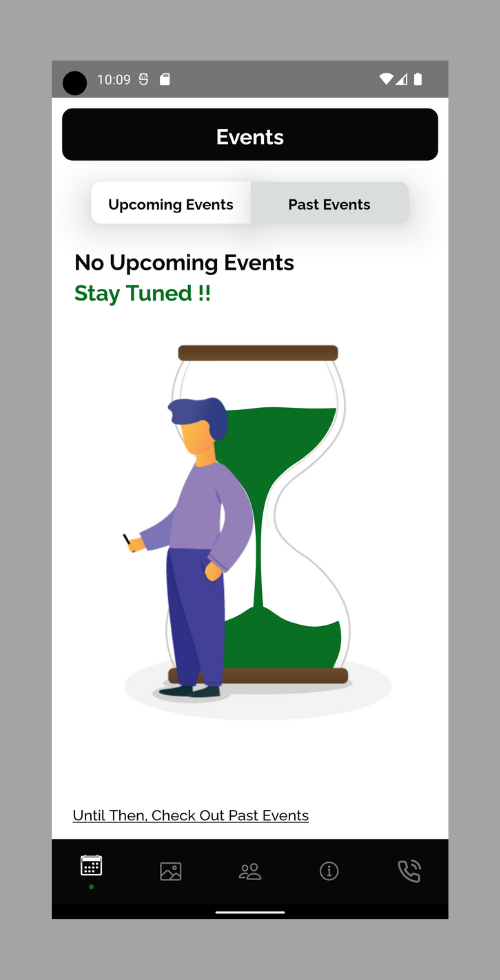 10:09
Events
Upcoming Events Past Events
No Upcoming Events
Stay Tuned !!
Until Then, Check Out Past Events